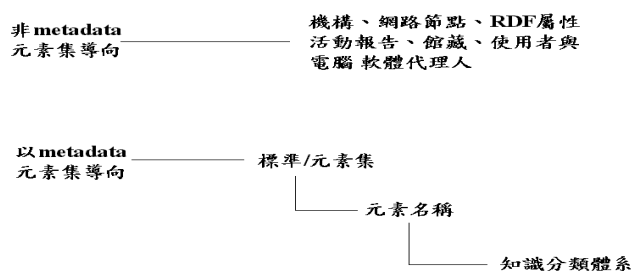 非metadata
元素集導向
機構、網路節點、RDF屬性
活動報告、館藏、使用者與
電腦 軟體代理人
以metadata
元素集導向
標準/元素集
元素名稱
知識分類體系